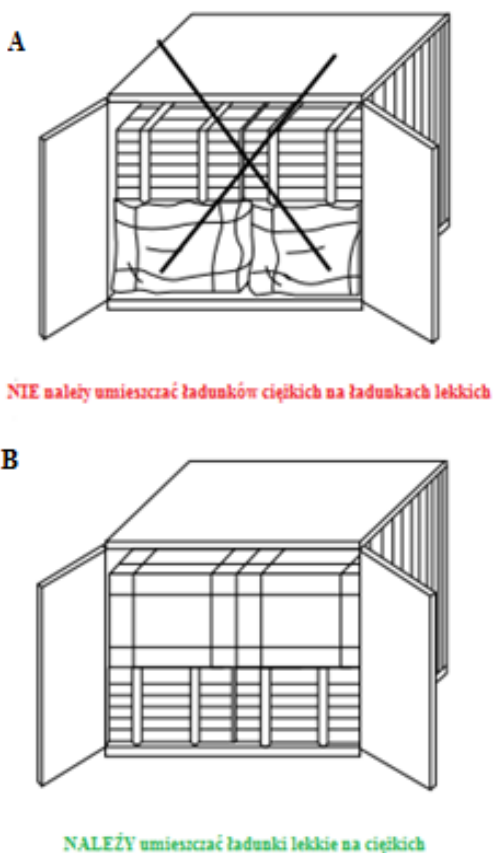 A
NIE należy umieszczać ładunków ciężkich na ładunkach lekkich
B
NALEŻY umieszczać ładunki lekkie na ciężkich